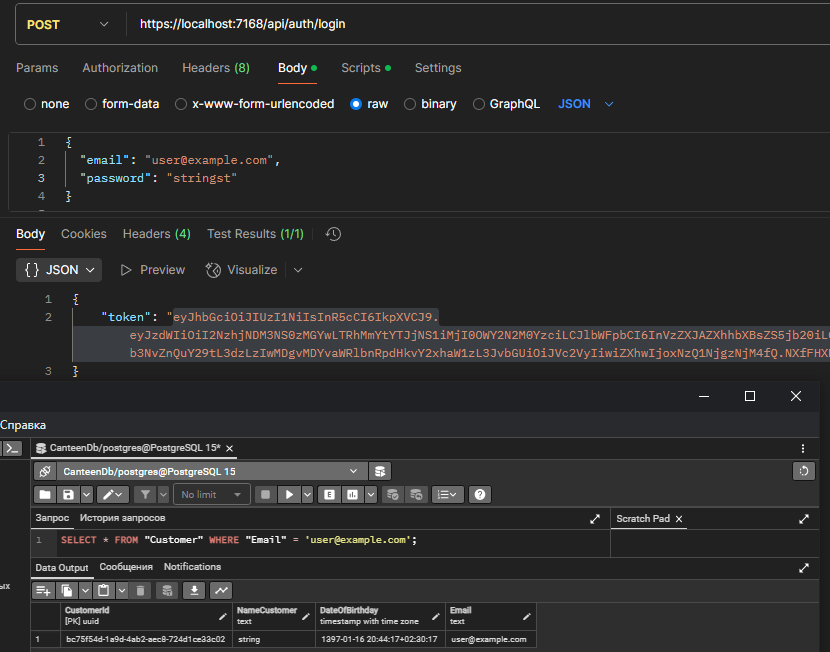 POST https://localhost:7168/api/auth/login
Params Authorization Headers (8) Body Scripts Settings
none form-data x-www-form-urlencoded raw binary GraphQL JSON
1 {
2 "email": "user@example.com",
3 "password": "stringst"
4 }
Body Cookies Headers (4) Test Results (1/1)
{} JSON Preview Visualize
1 {
2 "token": "eyJhbGciOiJIUzI1NiIsInR5cCI6IkpXVCJ9.
3 }
Справка
CanteenDb/postgres@PostgreSQL 15*
CanteenDb/postgres@PostgreSQL 15
No limit
Запрос История запросов Scratch Pad
1 SELECT * FROM "Customer" WHERE "Email" = 'user@example.com';
Data Output Сообщения Notifications
ых
CustomerId NameCustomer DateOfBirthday Email
[PK] uuid text timestamp with time zone text
1 bc75f54d-1a9d-4ab2-aec8-724d1ce33c02 string 1397-01-16 20:44:17+02:30:17 user@example.com